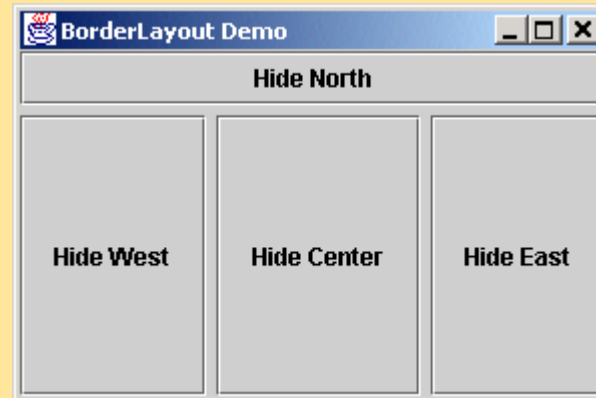 BorderLayout Demo
Hide North
Hide West
Hide Center
Hide East